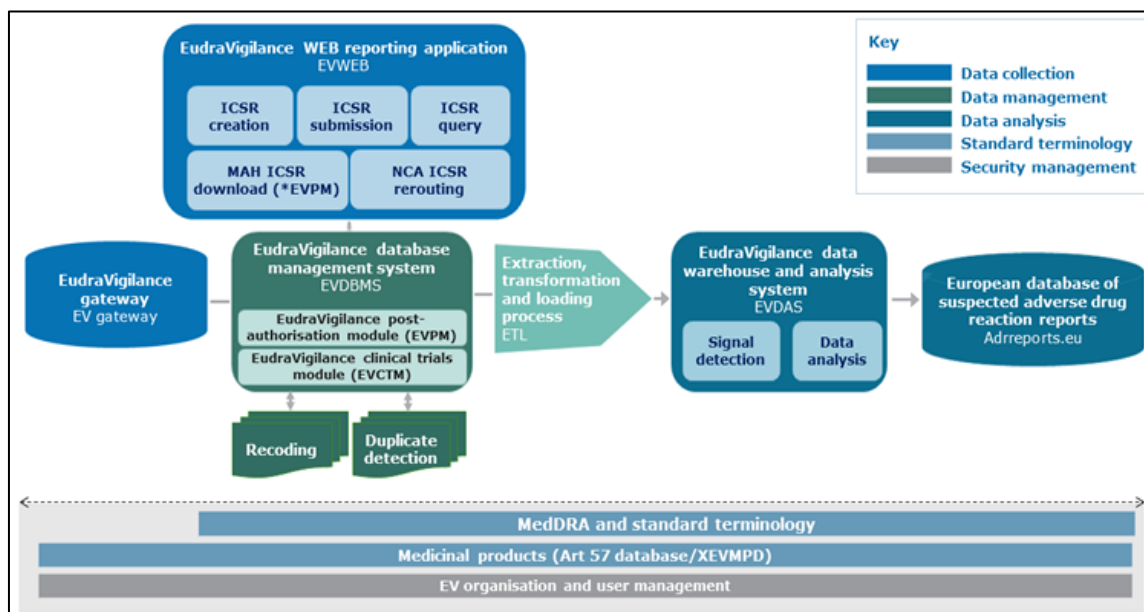 EudraVigilance WEB reporting application
EVWEB
ICSR
creation
ICSR
submission
ICSR
query
MAH ICSR
download (*EVPM)
NCA ICSR
rerouting
Key
Data collection
Data management
Data analysis
Standard terminology
Security management
EudraVigilance
gateway
EV gateway
EudraVigilance database
management system
EVDBMS
EudraVigilance post-
authorisation module (EVPM)
EudraVigilance clinical trials
module (EVCTM)
Recoding
Duplicate
detection
Extraction,
transformation
and loading
process
ETL
EudraVigilance data
warehouse and analysis
system
EVDAS
Signal
detection
Data
analysis
European database of
suspected adverse drug
reaction reports
Adrreports.eu
MedDRA and standard terminology
Medicinal products (Art 57 database/XEVMPD)
EV organisation and user management